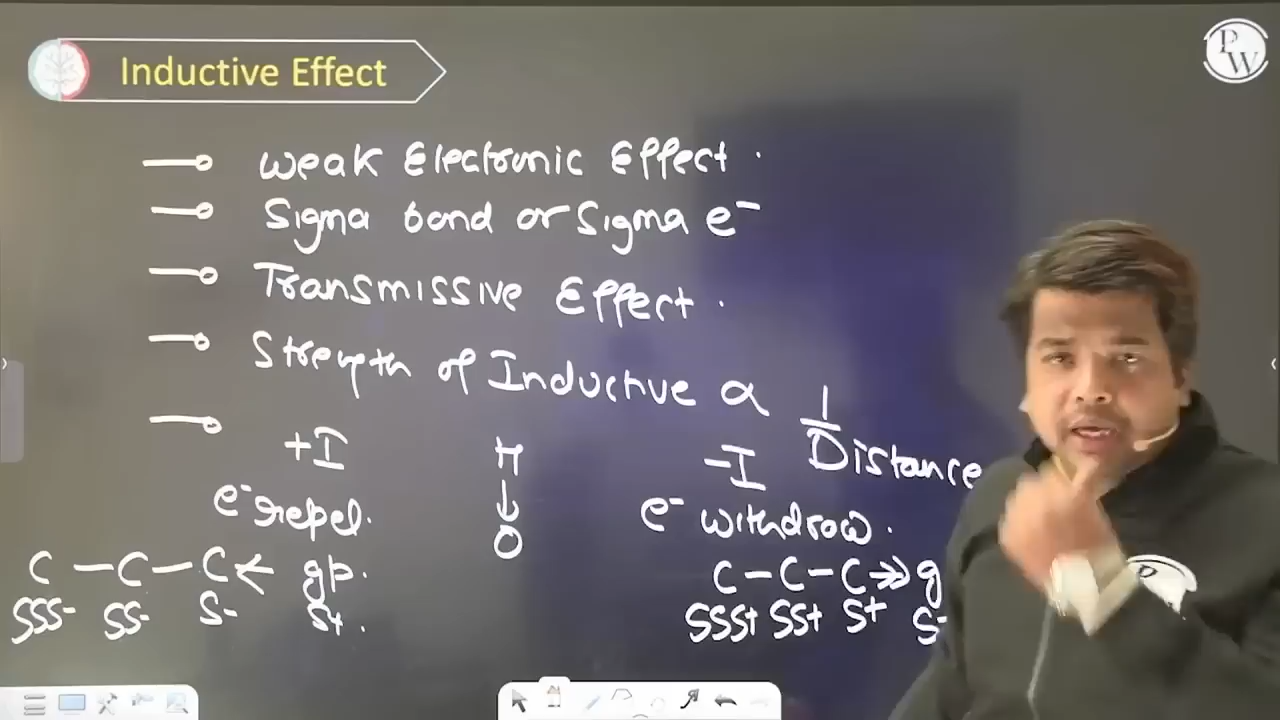 Inductive Effect
PW
Weak Electronic Effect.
Sigma bond or Sigma e⁻
Transmissive Effect.
Strength of Inductive α 1/Distance
+I H -I
e⁻ repel. ↓ e⁻ withdraw.
O
C — C — C ← gp. C - C - C ->> g
SSS- SS- S- S+. SSS+ SS+ S+ S-